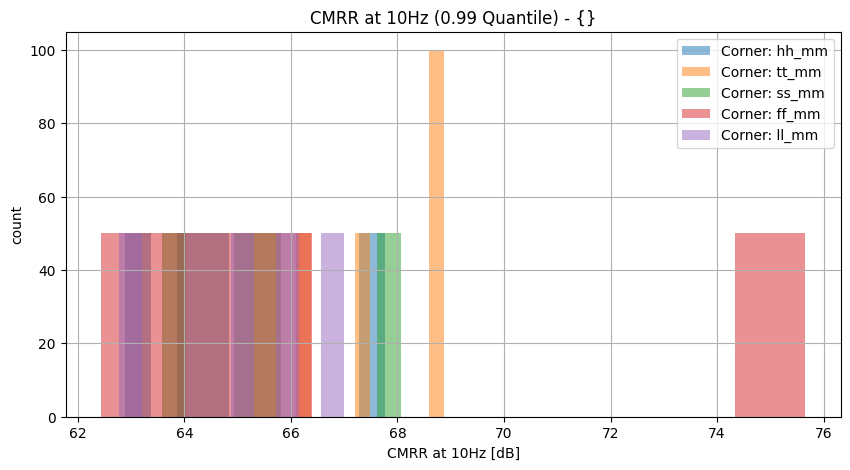 CMRR at 10Hz (0.99 Quantile) - {}
Corner: hh_mm
Corner: tt_mm
Corner: ss_mm
Corner: ff_mm
Corner: ll_mm
100
80
60
40
20
0
count
62 64 66 68 70 72 74 76
CMRR at 10Hz [dB]